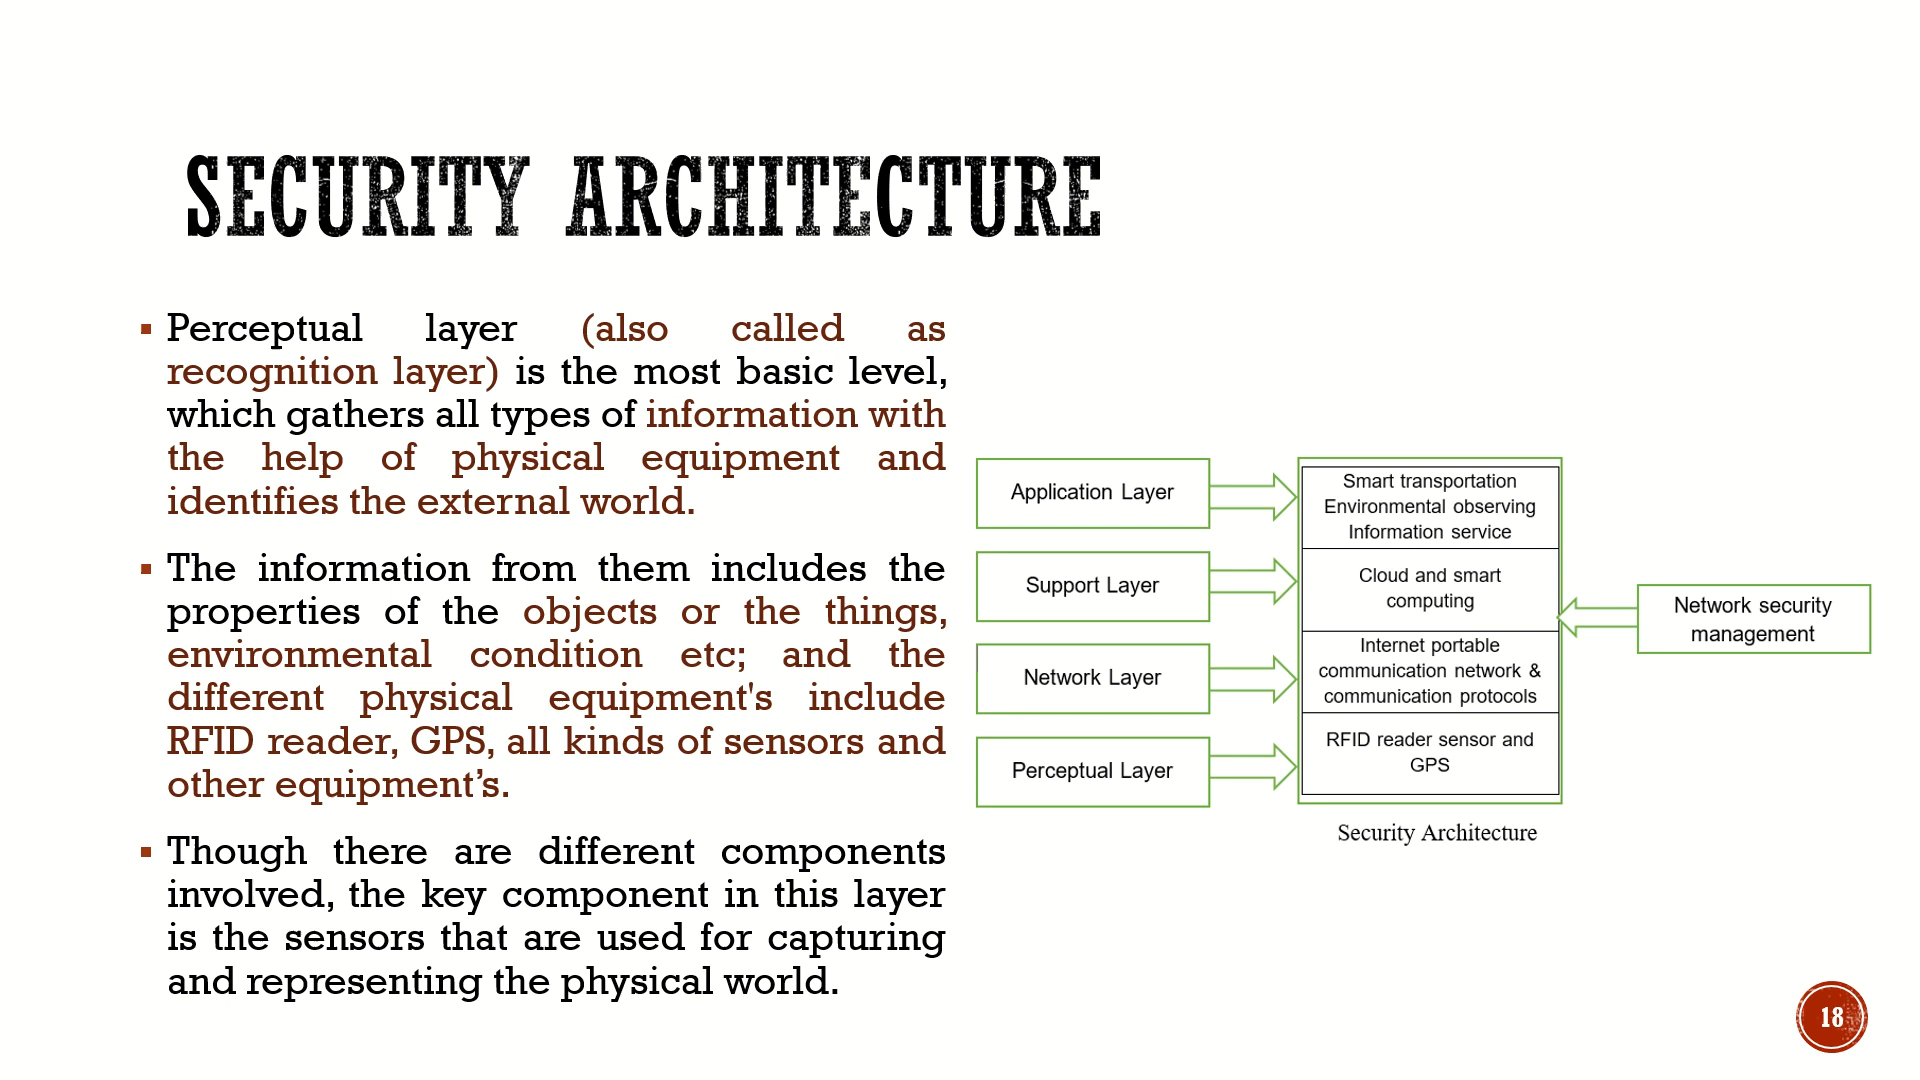 SECURITY ARCHITECTURE
▪ Perceptual layer (also called as
recognition layer) is the most basic level,
which gathers all types of information with
the help of physical equipment and
identifies the external world.
▪ The information from them includes the
properties of the objects or the things,
environmental condition etc; and the
different physical equipment's include
RFID reader, GPS, all kinds of sensors and
other equipment’s.
▪ Though there are different components
involved, the key component in this layer
is the sensors that are used for capturing
and representing the physical world.
Application Layer
Support Layer
Network Layer
Perceptual Layer
Smart transportation
Environmental observing
Information service
Cloud and smart
computing
Internet portable
communication network &
communication protocols
RFID reader sensor and
GPS
Network security
management
Security Architecture
18